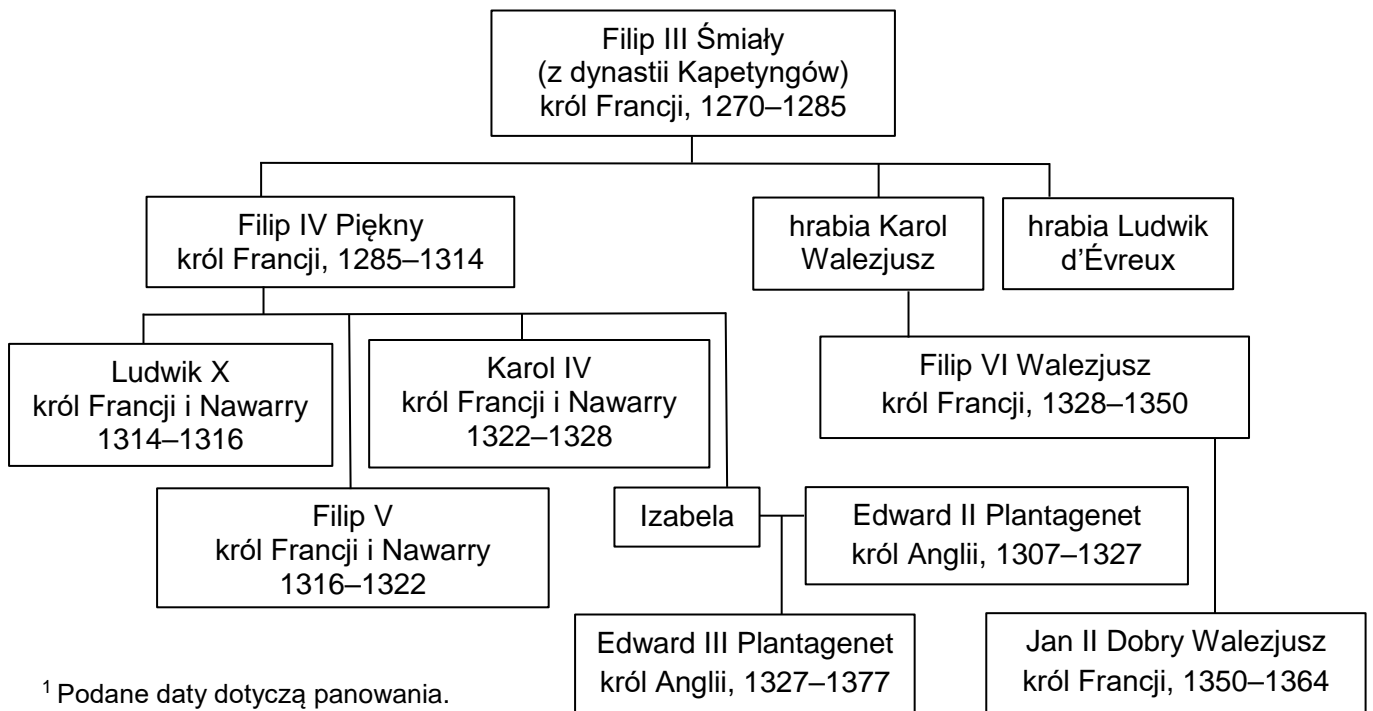 Filip III Śmiały
(z dynastii Kapetyngów)
król Francji, 1270–1285
Filip IV Piękny
król Francji, 1285–1314
hrabia Karol
Walezjusz
hrabia Ludwik
d’Évreux
Ludwik X
król Francji i Nawarry
1314–1316
Karol IV
król Francji i Nawarry
1322–1328
Filip VI Walezjusz
król Francji, 1328–1350
Filip V
król Francji i Nawarry
1316–1322
Izabela
Edward II Plantagenet
król Anglii, 1307–1327
Edward III Plantagenet
król Anglii, 1327–1377
Jan II Dobry Walezjusz
król Francji, 1350–1364
¹ Podane daty dotyczą panowania.